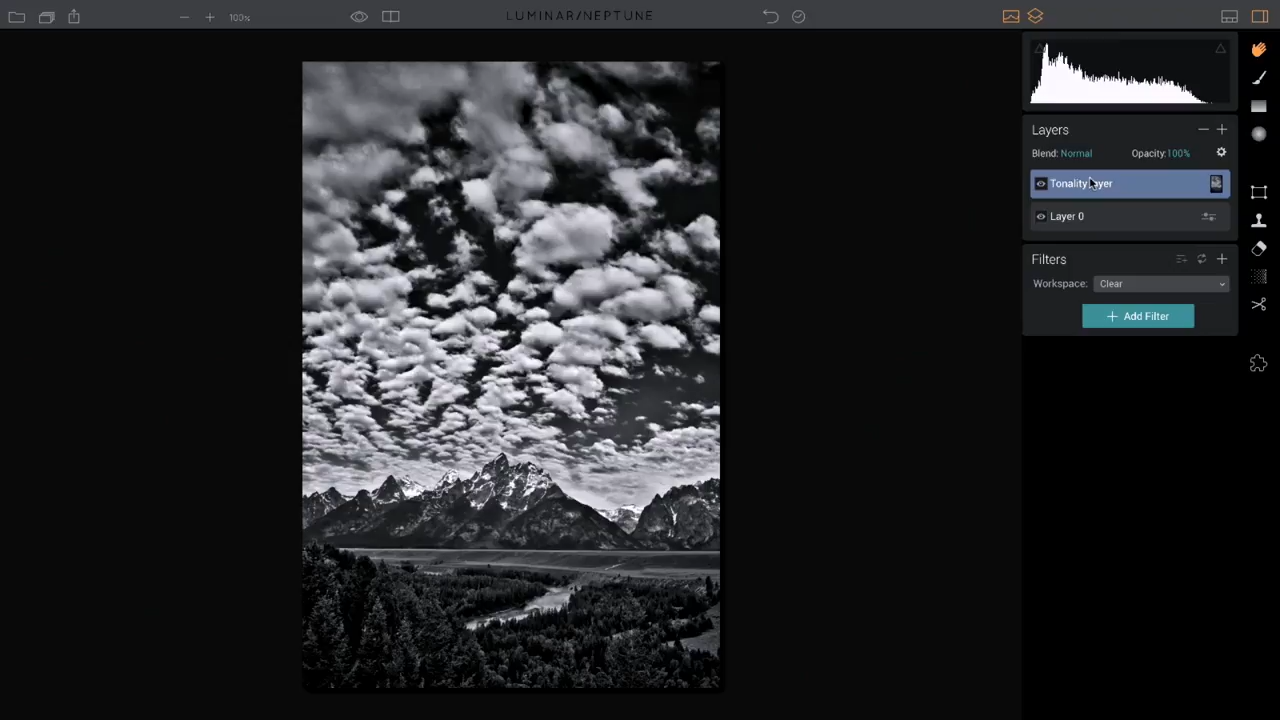 100%
LUMINAR/NEPTUNE
Layers
Blend: Normal Opacity:100%
Tonality Layer
Layer 0
Filters
Workspace: Clear
Add Filter